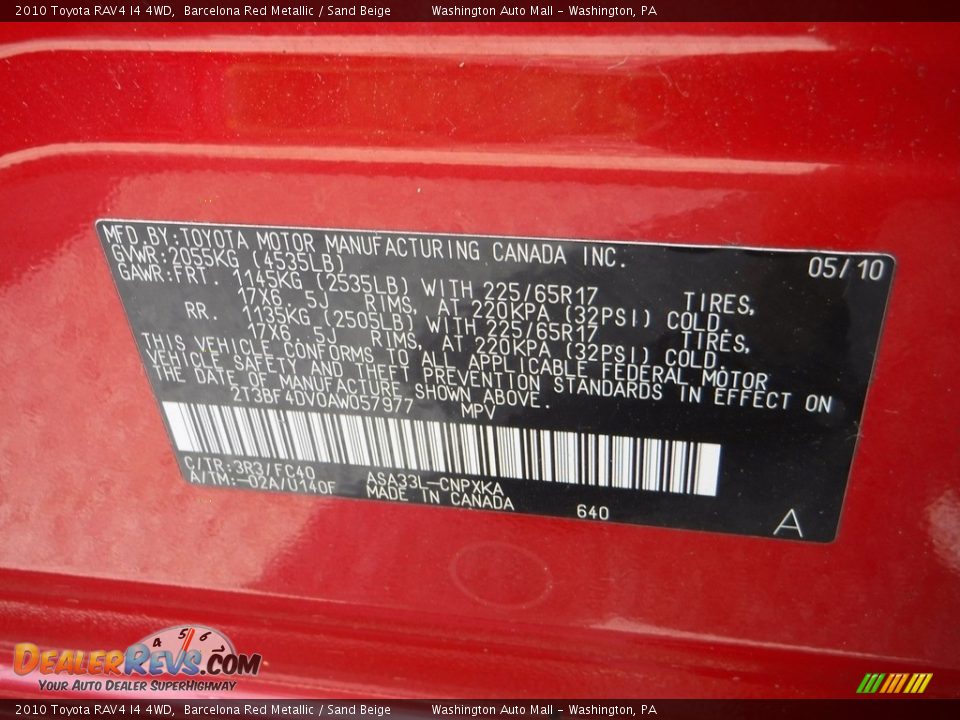 2010 Toyota RAV4 I4 4WD,  Barcelona Red Metallic / Sand Beige    Washington Auto Mall - Washington, PA
MFD.BY:TOYOTA MOTOR MANUFACTURING CANADA INC.
05/10
GVWR:2055KG (4535LB)
GAWR:FRT. 1145KG (2535LB) WITH 225/65R17 TIRES,
17X6.5J RIMS, AT 220KPA (32PSI) COLD.
RR. 1135KG (2505LB) WITH 225/65R17 TIRES,
17X6.5J RIMS, AT 220KPA (32PSI) COLD.
THIS VEHICLE CONFORMS TO ALL APPLICABLE FEDERAL MOTOR
VEHICLE SAFETY AND THEFT PREVENTION STANDARDS IN EFFECT ON
THE DATE OF MANUFACTURE SHOWN ABOVE.
2T3BF4DV0AW057977 MPV
C/TR:3R3/FC40 ASA33L-CNPXKA
A/TM:-02A/U140F MADE IN CANADA 640
A
4 5 6
DealerRevs.com
Your Auto Dealer SuperHighway
2010 Toyota RAV4 I4 4WD,  Barcelona Red Metallic / Sand Beige    Washington Auto Mall - Washington, PA